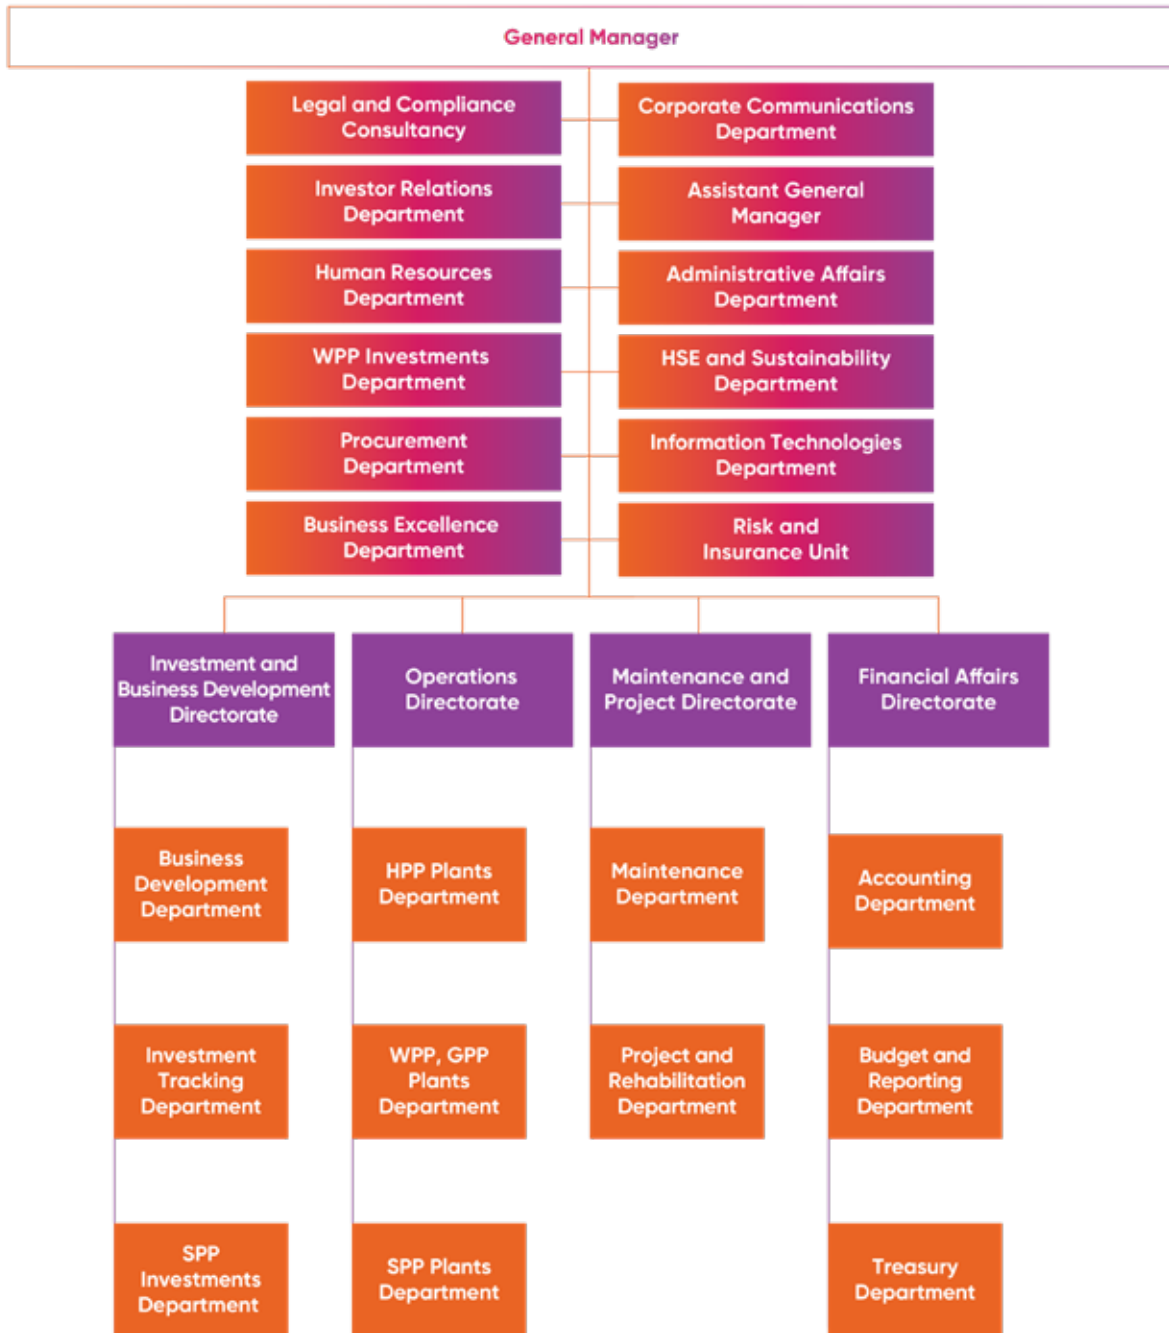 General Manager
Legal and Compliance
Consultancy
Corporate Communications
Department
Investor Relations
Department
Assistant General
Manager
Human Resources
Department
Administrative Affairs
Department
WPP Investments
Department
HSE and Sustainability
Department
Procurement
Department
Information Technologies
Department
Business Excellence
Department
Risk and
Insurance Unit
Investment and
Business Development
Directorate
Operations
Directorate
Maintenance and
Project Directorate
Financial Affairs
Directorate
Business
Development
Department
HPP Plants
Department
Maintenance
Department
Accounting
Department
Investment
Tracking
Department
WPP, GPP
Plants
Department
Project and
Rehabilitation
Department
Budget and
Reporting
Department
SPP
Investments
Department
SPP Plants
Department
Treasury
Department